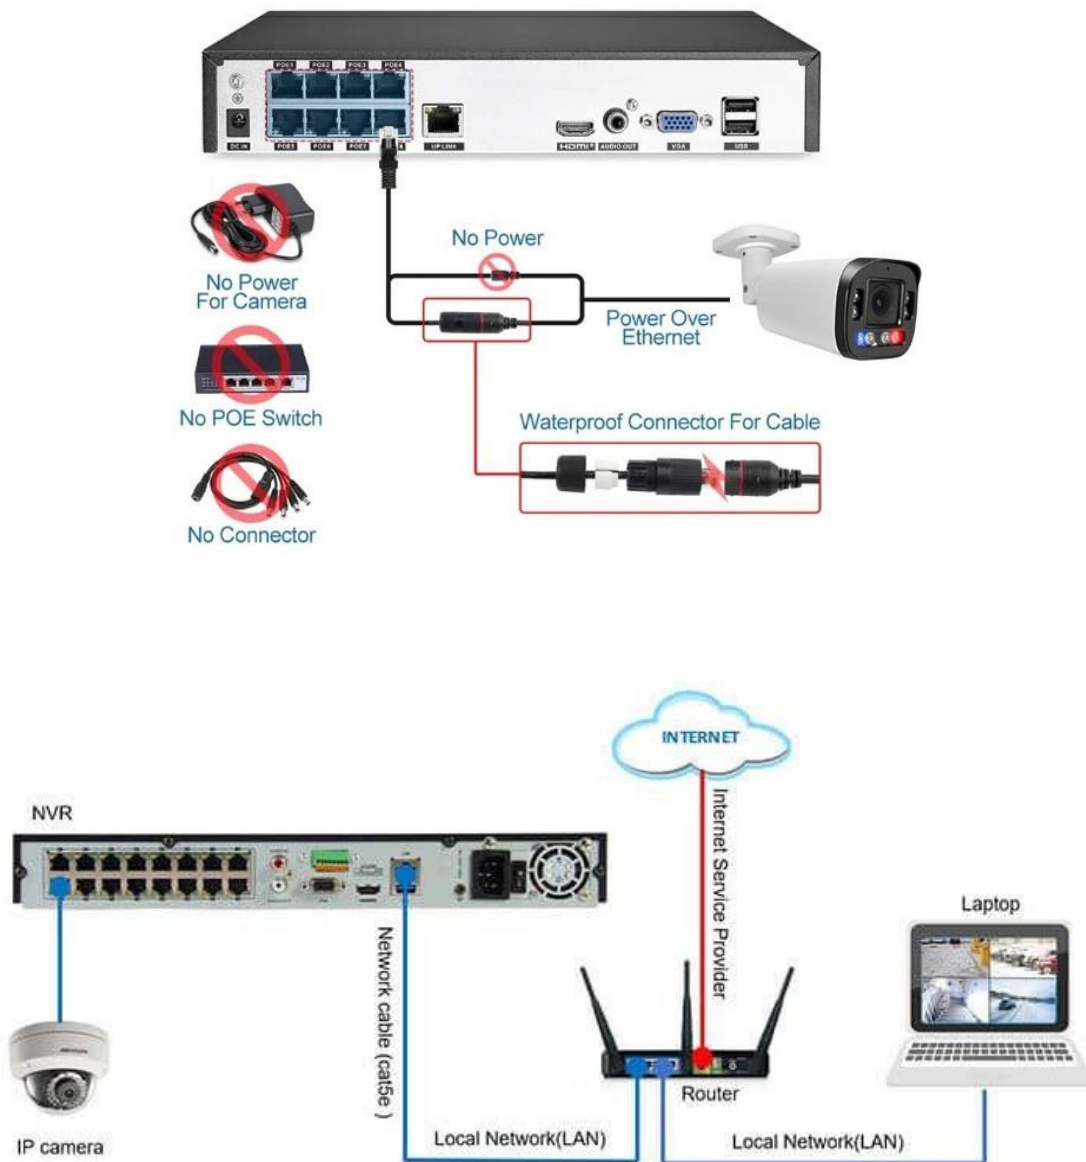 POE1 POE2 POE3 POE4
DC IN
POE5 POE6 POE7
UP LINK
HDMI
AUDIO OUT
VGA
USB
No Power
For Camera
No Power
Power Over
Ethernet
No POE Switch
Waterproof Connector For Cable
No Connector
INTERNET
NVR
Internet Service Provider
Laptop
Network cable (cat5e )
Router
IP camera
Local Network(LAN)
Local Network(LAN)